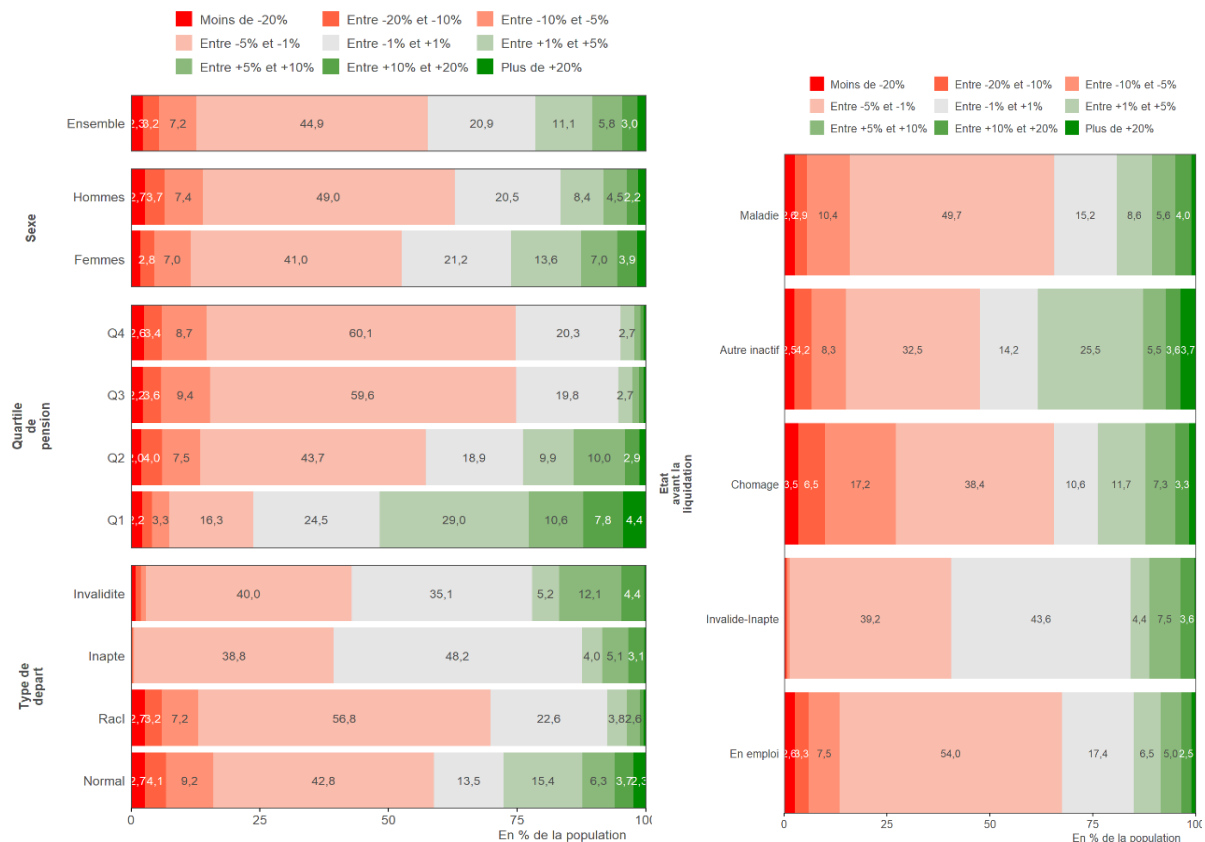 Moins de -20% Entre -20% et -10% Entre -10% et -5%
Entre -5% et -1% Entre -1% et +1% Entre +1% et +5%
Entre +5% et +10% Entre +10% et +20% Plus de +20%
Ensemble 2,3 3,2 7,2 44,9 20,9 11,1 5,8 3,0
Sexe
Hommes 2,7 3,7 7,4 49,0 20,5 8,4 4,5 2,2
Femmes 2,8 7,0 41,0 21,2 13,6 7,0 3,9
Quartile
de
pension
Q4 2,6 3,4 8,7 60,1 20,3 2,7
Q3 2,2 3,6 9,4 59,6 19,8 2,7
Q2 2,0 4,0 7,5 43,7 18,9 9,9 10,0 2,9
Q1 2,2 3,3 16,3 24,5 29,0 10,6 7,8 4,4
Type de
depart
Invalidite 40,0 35,1 5,2 12,1 4,4
Inapte 38,8 48,2 4,0 5,1 3,1
Racl 2,7 3,2 7,2 56,8 22,6 3,8 2,6
Normal 2,7 4,1 9,2 42,8 13,5 15,4 6,3 3,7 2,3
0 25 50 75 100
En % de la population
Moins de -20% Entre -20% et -10% Entre -10% et -5%
Entre -5% et -1% Entre -1% et +1% Entre +1% et +5%
Entre +5% et +10% Entre +10% et +20% Plus de +20%
Etat
avant la
liquidation
Maladie 2,6 2,9 10,4 49,7 15,2 8,6 5,6 4,0
Autre inactif 2,5 4,2 8,3 32,5 14,2 25,5 5,5 3,6 3,7
Chomage 3,5 6,5 17,2 38,4 10,6 11,7 7,3 3,3
Invalide-Inapte 39,2 43,6 4,4 7,5 3,6
En emploi 2,6 3,3 7,5 54,0 17,4 6,5 5,0 2,5
0 25 50 75 100
En % de la population